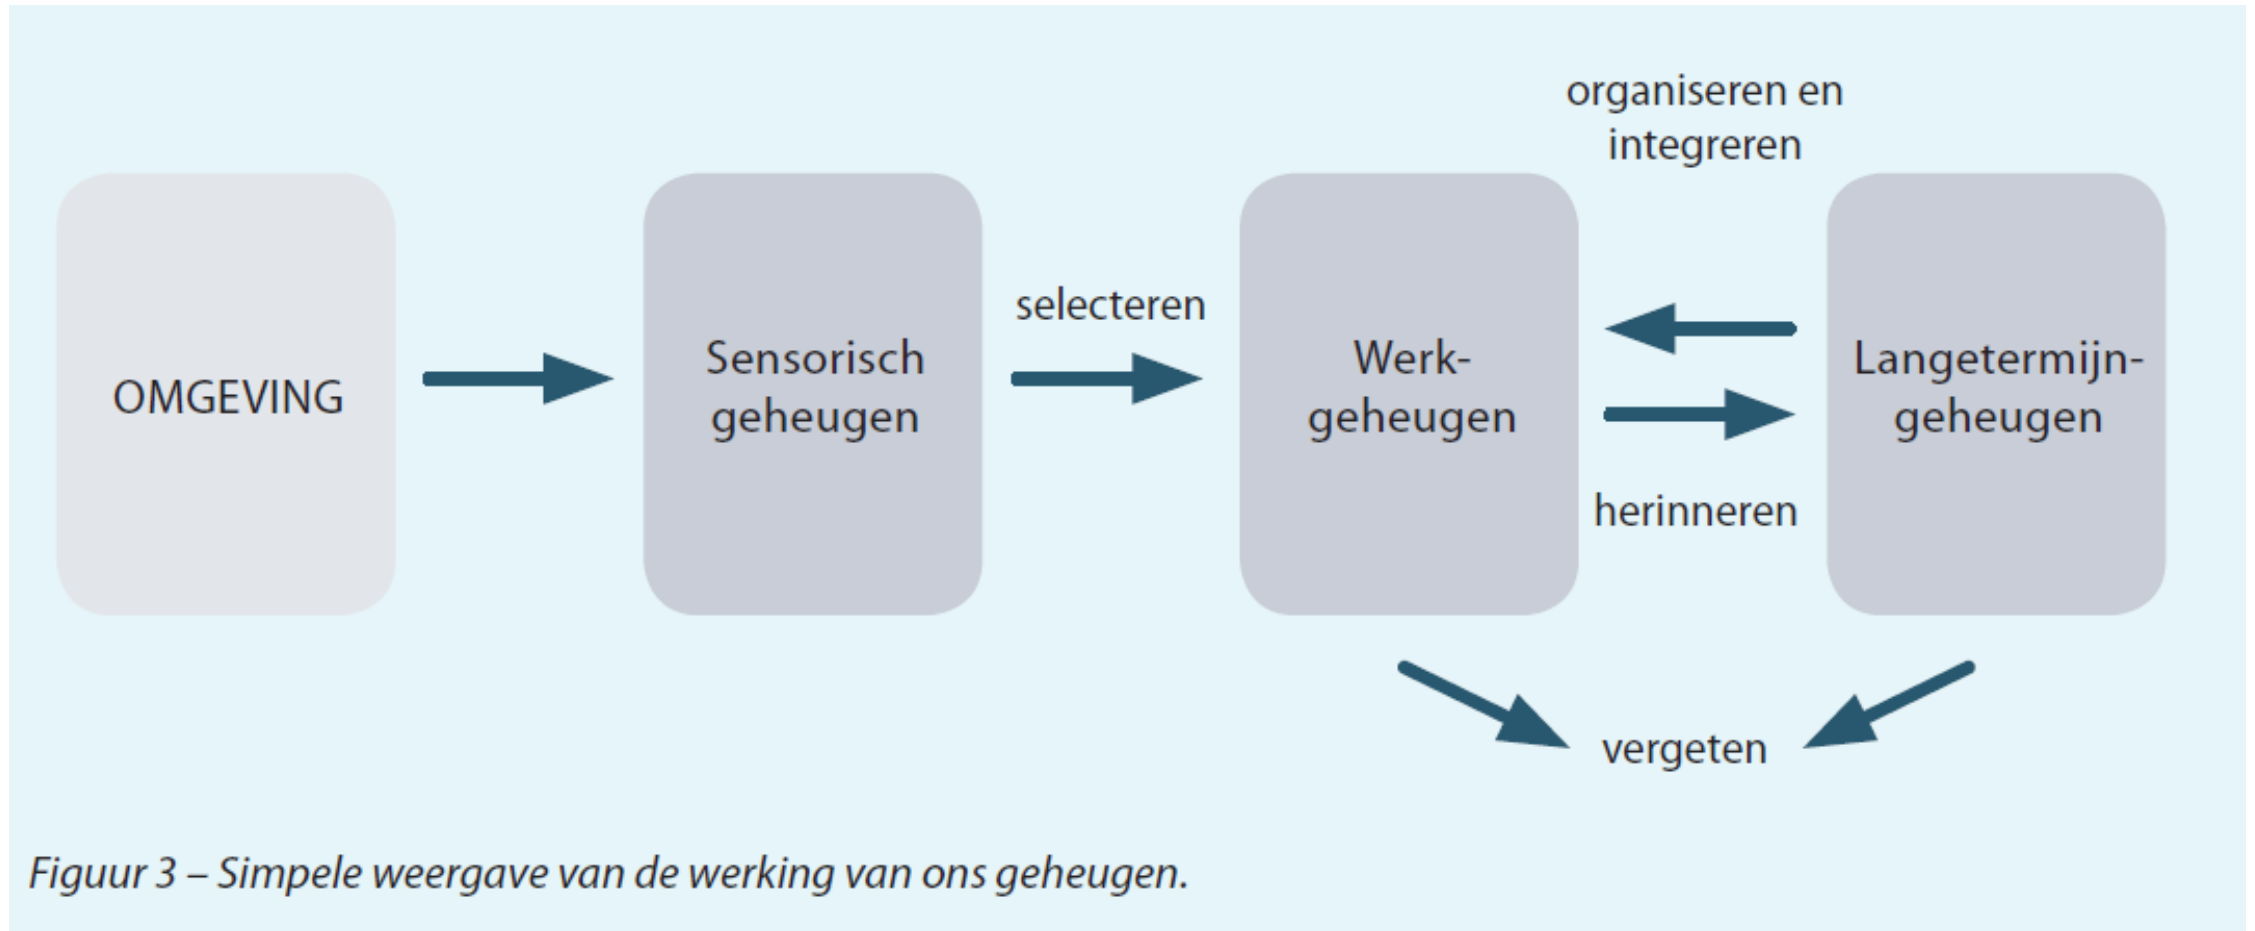 organiseren en
integreren
OMGEVING
Sensorisch
geheugen
selecteren
Werk-
geheugen
herinneren
Langetermijn-
geheugen
vergeten
Figuur 3 – Simpele weergave van de werking van ons geheugen.